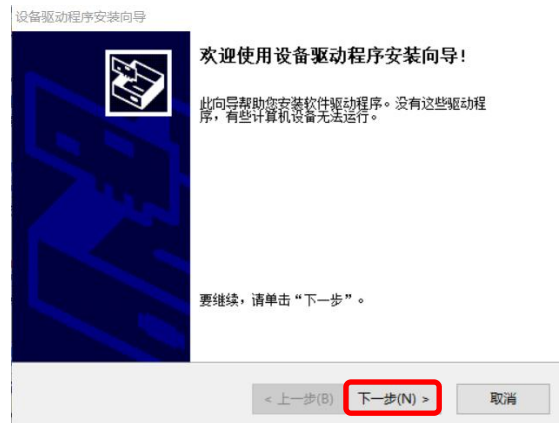 设备驱动程序安装向导
欢迎使用设备驱动程序安装向导!
此向导帮助您安装软件驱动程序。没有这些驱动程
序，有些计算机设备无法运行。
要继续，请单击“下一步”。
< 上一步(B)
下一步(N) >
取消